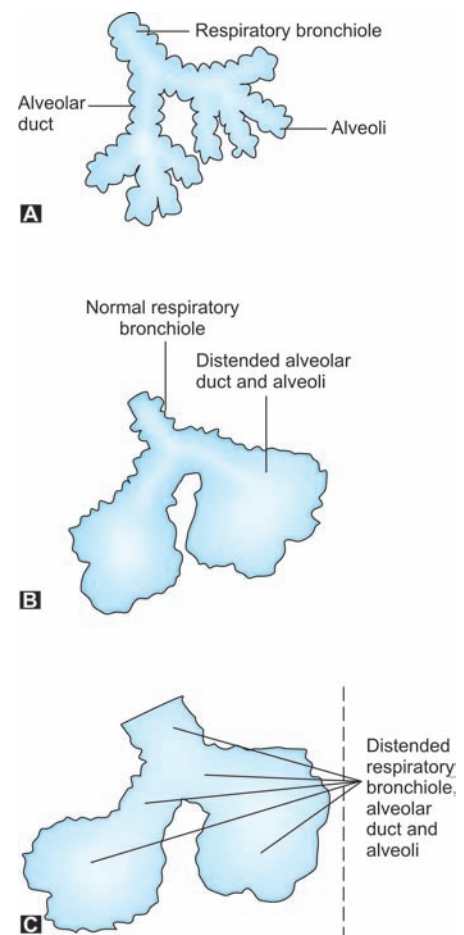 Respiratory bronchiole
Alveolar
duct
Alveoli
A
Normal respiratory
bronchiole
Distended alveolar
duct and alveoli
B
Distended
respiratory
bronchiole,
alveolar
duct and
alveoli
C